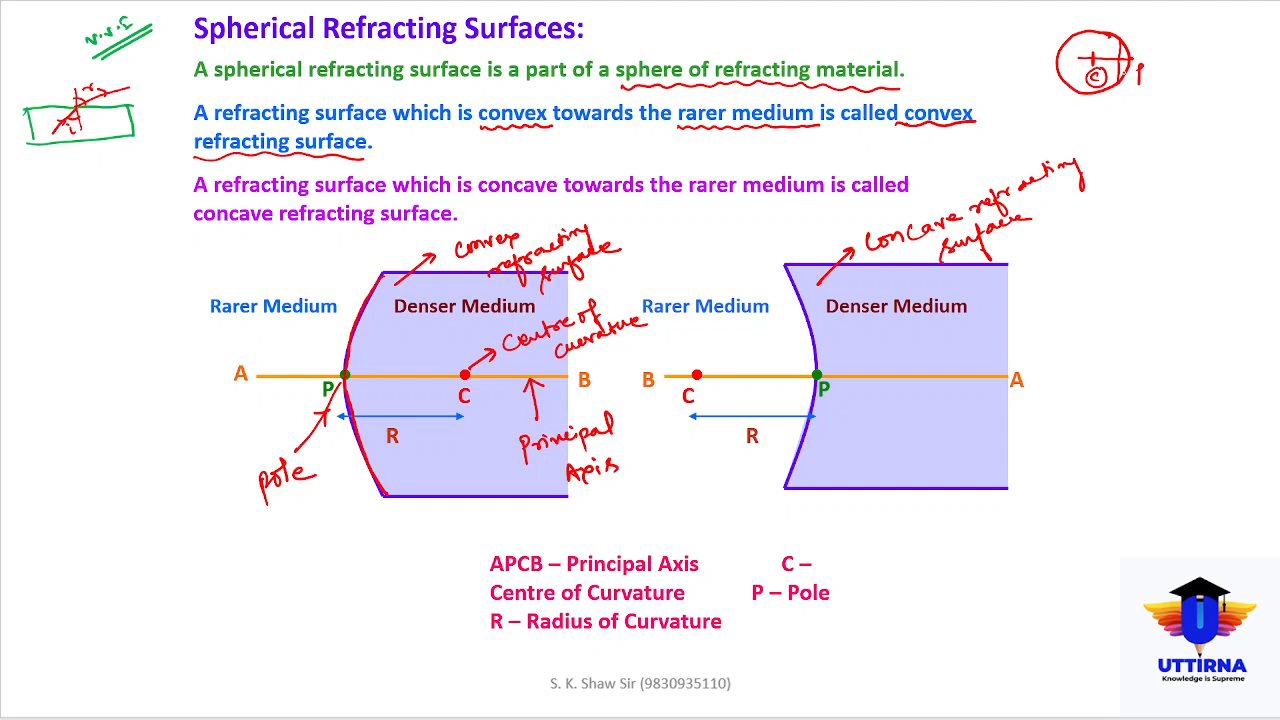 v.v.I
Spherical Refracting Surfaces:
A spherical refracting surface is a part of a sphere of refracting material.
C
P
r
i
A refracting surface which is convex towards the rarer medium is called convex
refracting surface.
A refracting surface which is concave towards the rarer medium is called
concave refracting surface.
Convex
refracting
surface
Concave refracting
surface
Rarer Medium
Denser Medium
Rarer Medium
Denser Medium
Centre of
curvature
A
P
C
B
B
C
P
A
R
R
Principal
Axis
Pole
APCB – Principal Axis C –
Centre of Curvature P – Pole
R – Radius of Curvature
U
UTTIRNA
Knowledge is Supreme
S. K. Shaw Sir (9830935110)